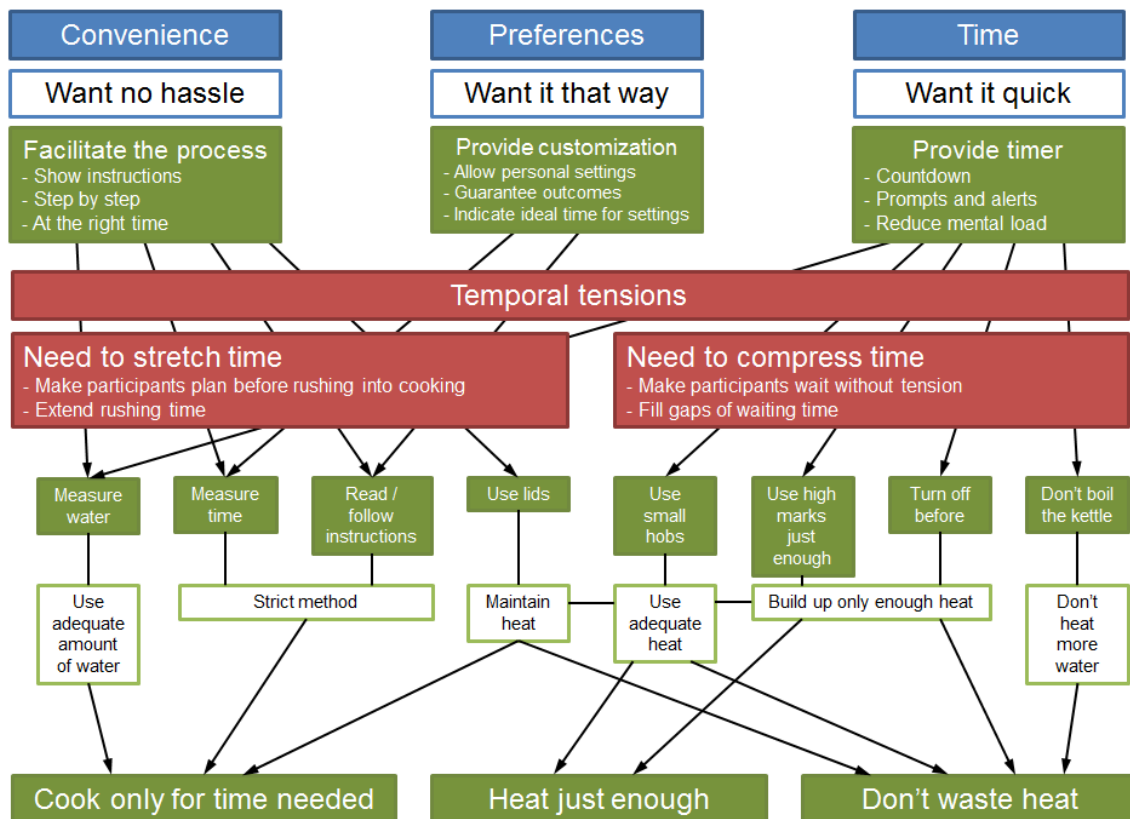 Convenience
Preferences
Time
Want no hassle
Want it that way
Want it quick
Facilitate the process
- Show instructions
- Step by step
- At the right time
Provide customization
- Allow personal settings
- Guarantee outcomes
- Indicate ideal time for settings
Provide timer
- Countdown
- Prompts and alerts
- Reduce mental load
Temporal tensions
Need to stretch time
- Make participants plan before rushing into cooking
- Extend rushing time
Need to compress time
- Make participants wait without tension
- Fill gaps of waiting time
Measure
water
Measure
time
Read /
follow
instructions
Use lids
Use
small
hobs
Use high
marks
just
enough
Turn off
before
Don't boil
the kettle
Use
adequate
amount
of water
Strict method
Maintain
heat
Use
adequate
heat
Build up only enough heat
Don't
heat
more
water
Cook only for time needed
Heat just enough
Don't waste heat